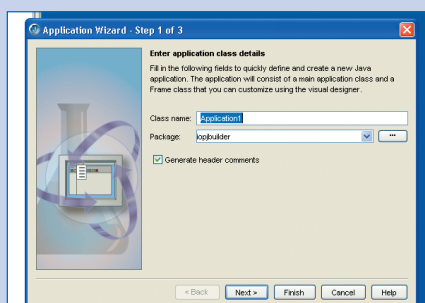 Application Wizard - Step 1 of 3
Enter application class details
Fill in the following fields to quickly define and create a new Java
application. The application will consist of a main application class and a
Frame class that you can customize using the visual designer.
Class name: Application1
Package: iopjbuilder ...
Generate header comments
< Back Next > Finish Cancel Help